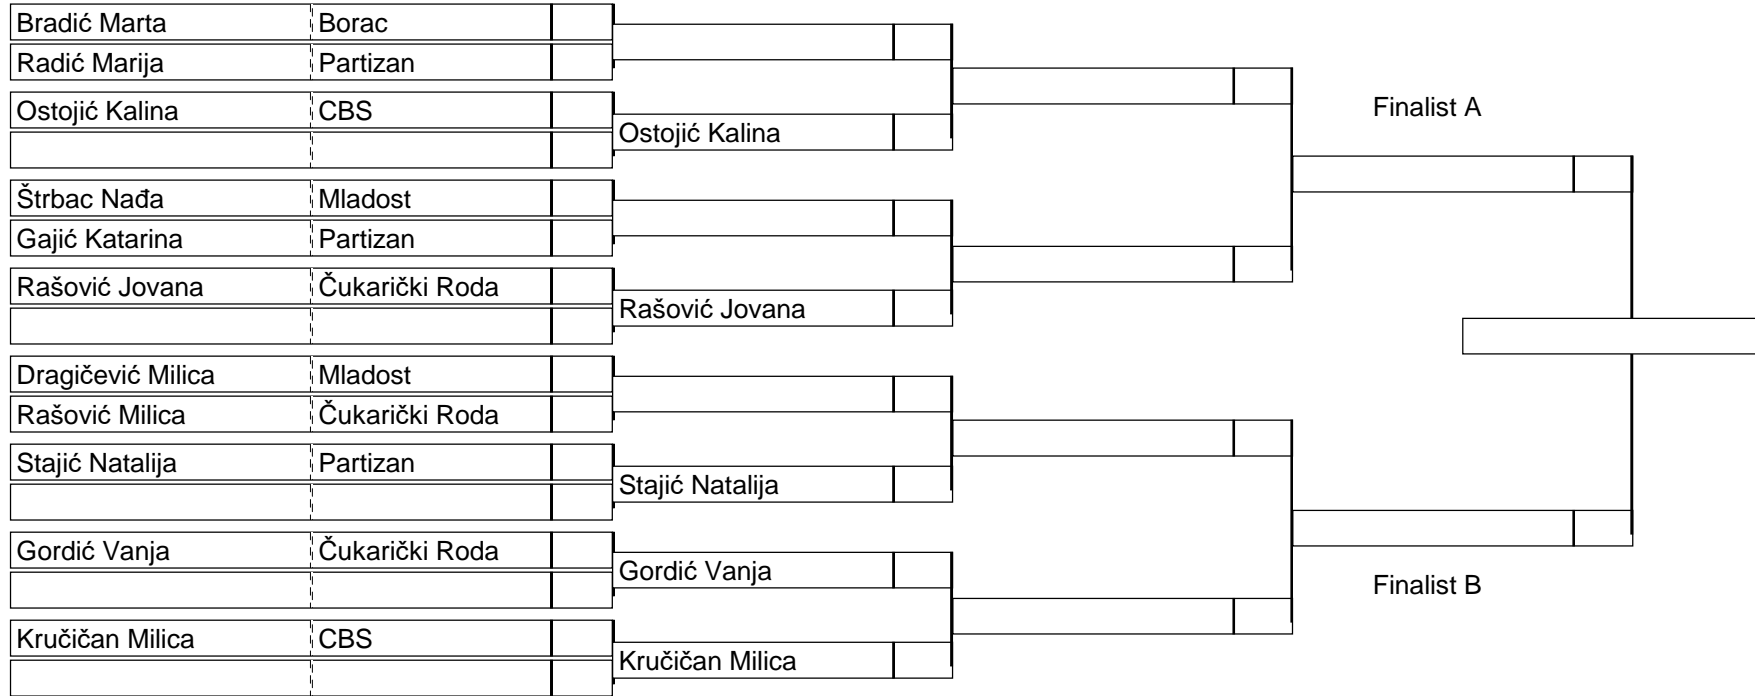 Bradić Marta Borac
Radić Marija Partizan
Ostojić Kalina CBS
Ostojić Kalina
Finalist A
Štrbac Nađa Mladost
Gajić Katarina Partizan
Rašović Jovana Čukarički Roda
Rašović Jovana
Dragičević Milica Mladost
Rašović Milica Čukarički Roda
Stajić Natalija Partizan
Stajić Natalija
Gordić Vanja Čukarički Roda
Gordić Vanja
Finalist B
Kručičan Milica CBS
Kručičan Milica